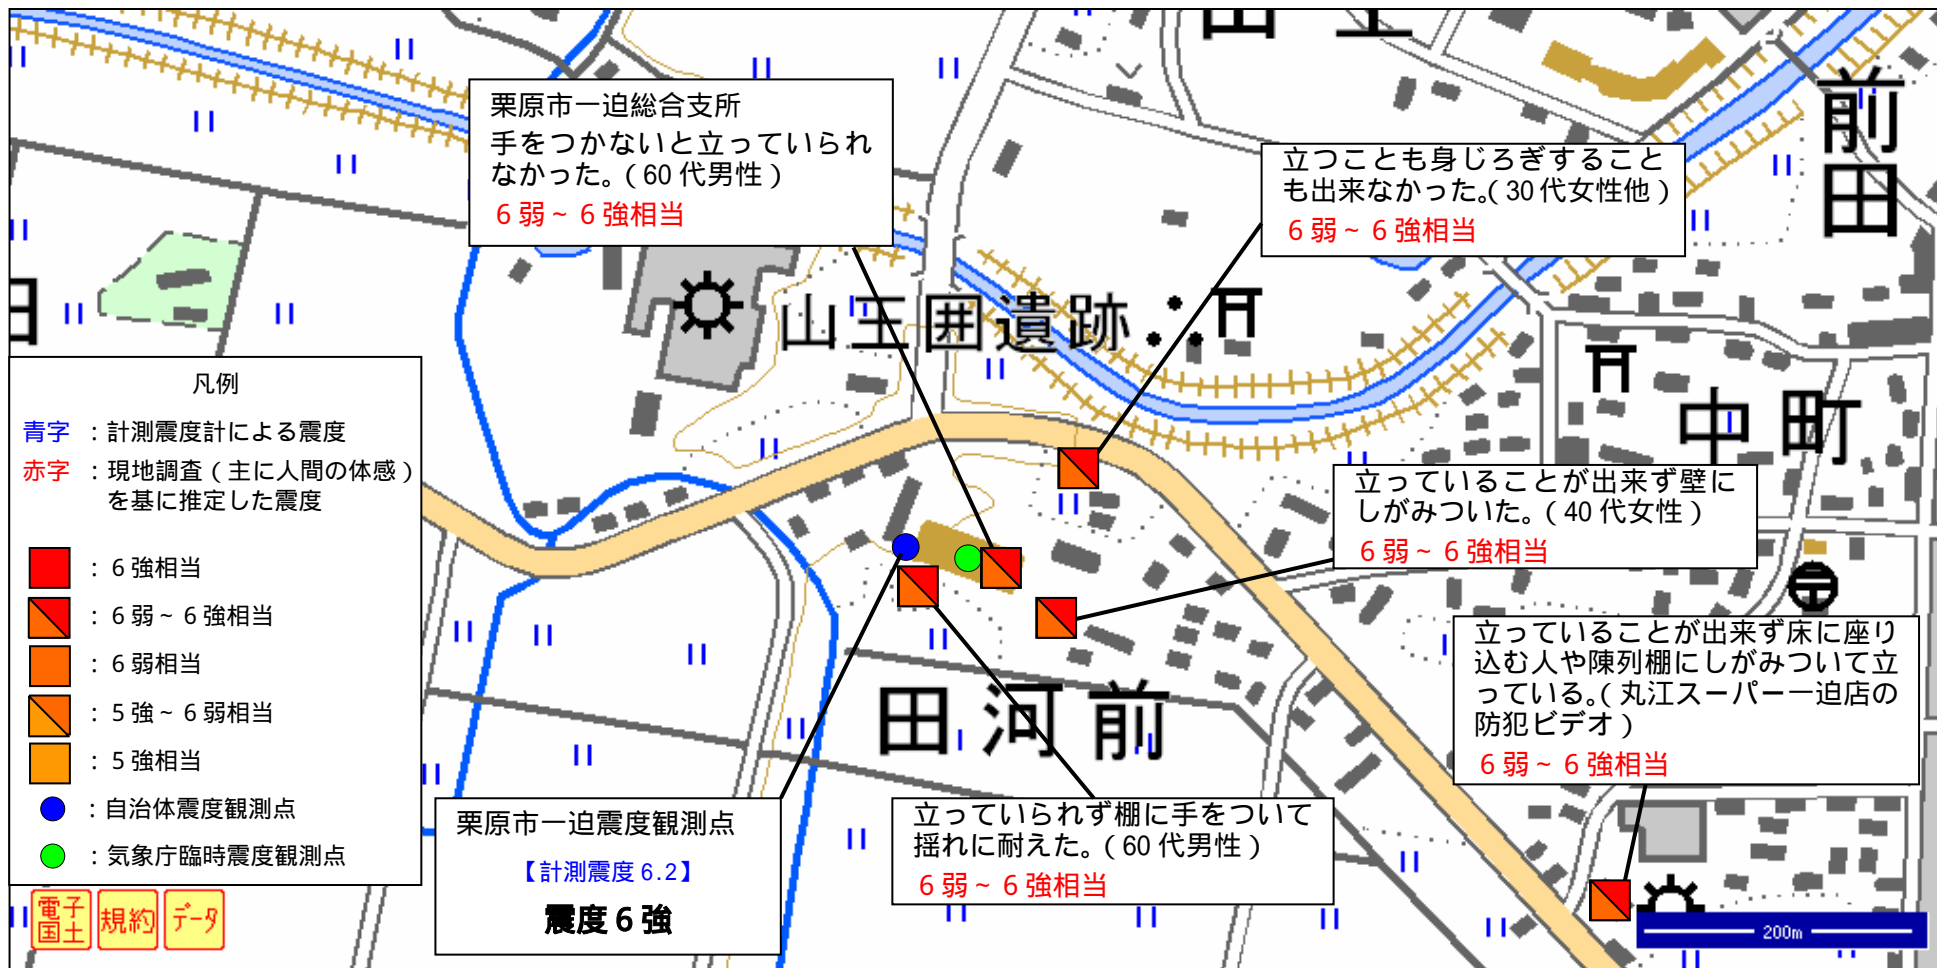 山王
前田
栗原市一迫総合支所
手をつかないと立っていられ
なかった。（60代男性）
6弱～6強相当
立つことも身じろぎすること
も出来なかった。（30代女性他）
6弱～6強相当
山王囲遺跡
田
中町
凡例
青字：計測震度計による震度
赤字：現地調査（主に人間の体感）
を基に推定した震度
：6強相当
：6弱～6強相当
：6弱相当
：5強～6弱相当
：5強相当
：自治体震度観測点
：気象庁臨時震度観測点
立っていることが出来ず壁に
しがみついた。（40代女性）
6弱～6強相当
立っていることが出来ず床に座り
込む人や陳列棚にしがみついて立
っている。（丸江スーパー一迫店の
防犯ビデオ）
6弱～6強相当
田河前
栗原市一迫震度観測点
【計測震度6.2】
震度6強
立っていられず棚に手をついて
揺れに耐えた。（60代男性）
6弱～6強相当
電子
国土
規約
データ
200m